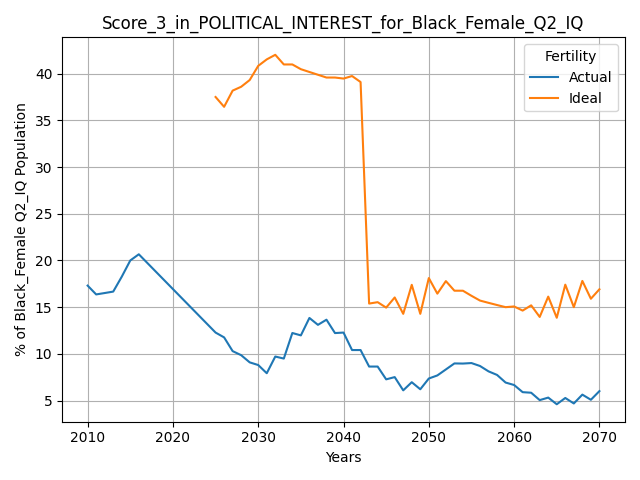 Score_3_in_POLITICAL_INTEREST_for_Black_Female_Q2_IQ
Fertility
Actual
Ideal
% of Black_Female Q2_IQ Population
40
35
30
25
20
15
10
5
2010 2020 2030 2040 2050 2060 2070
Years